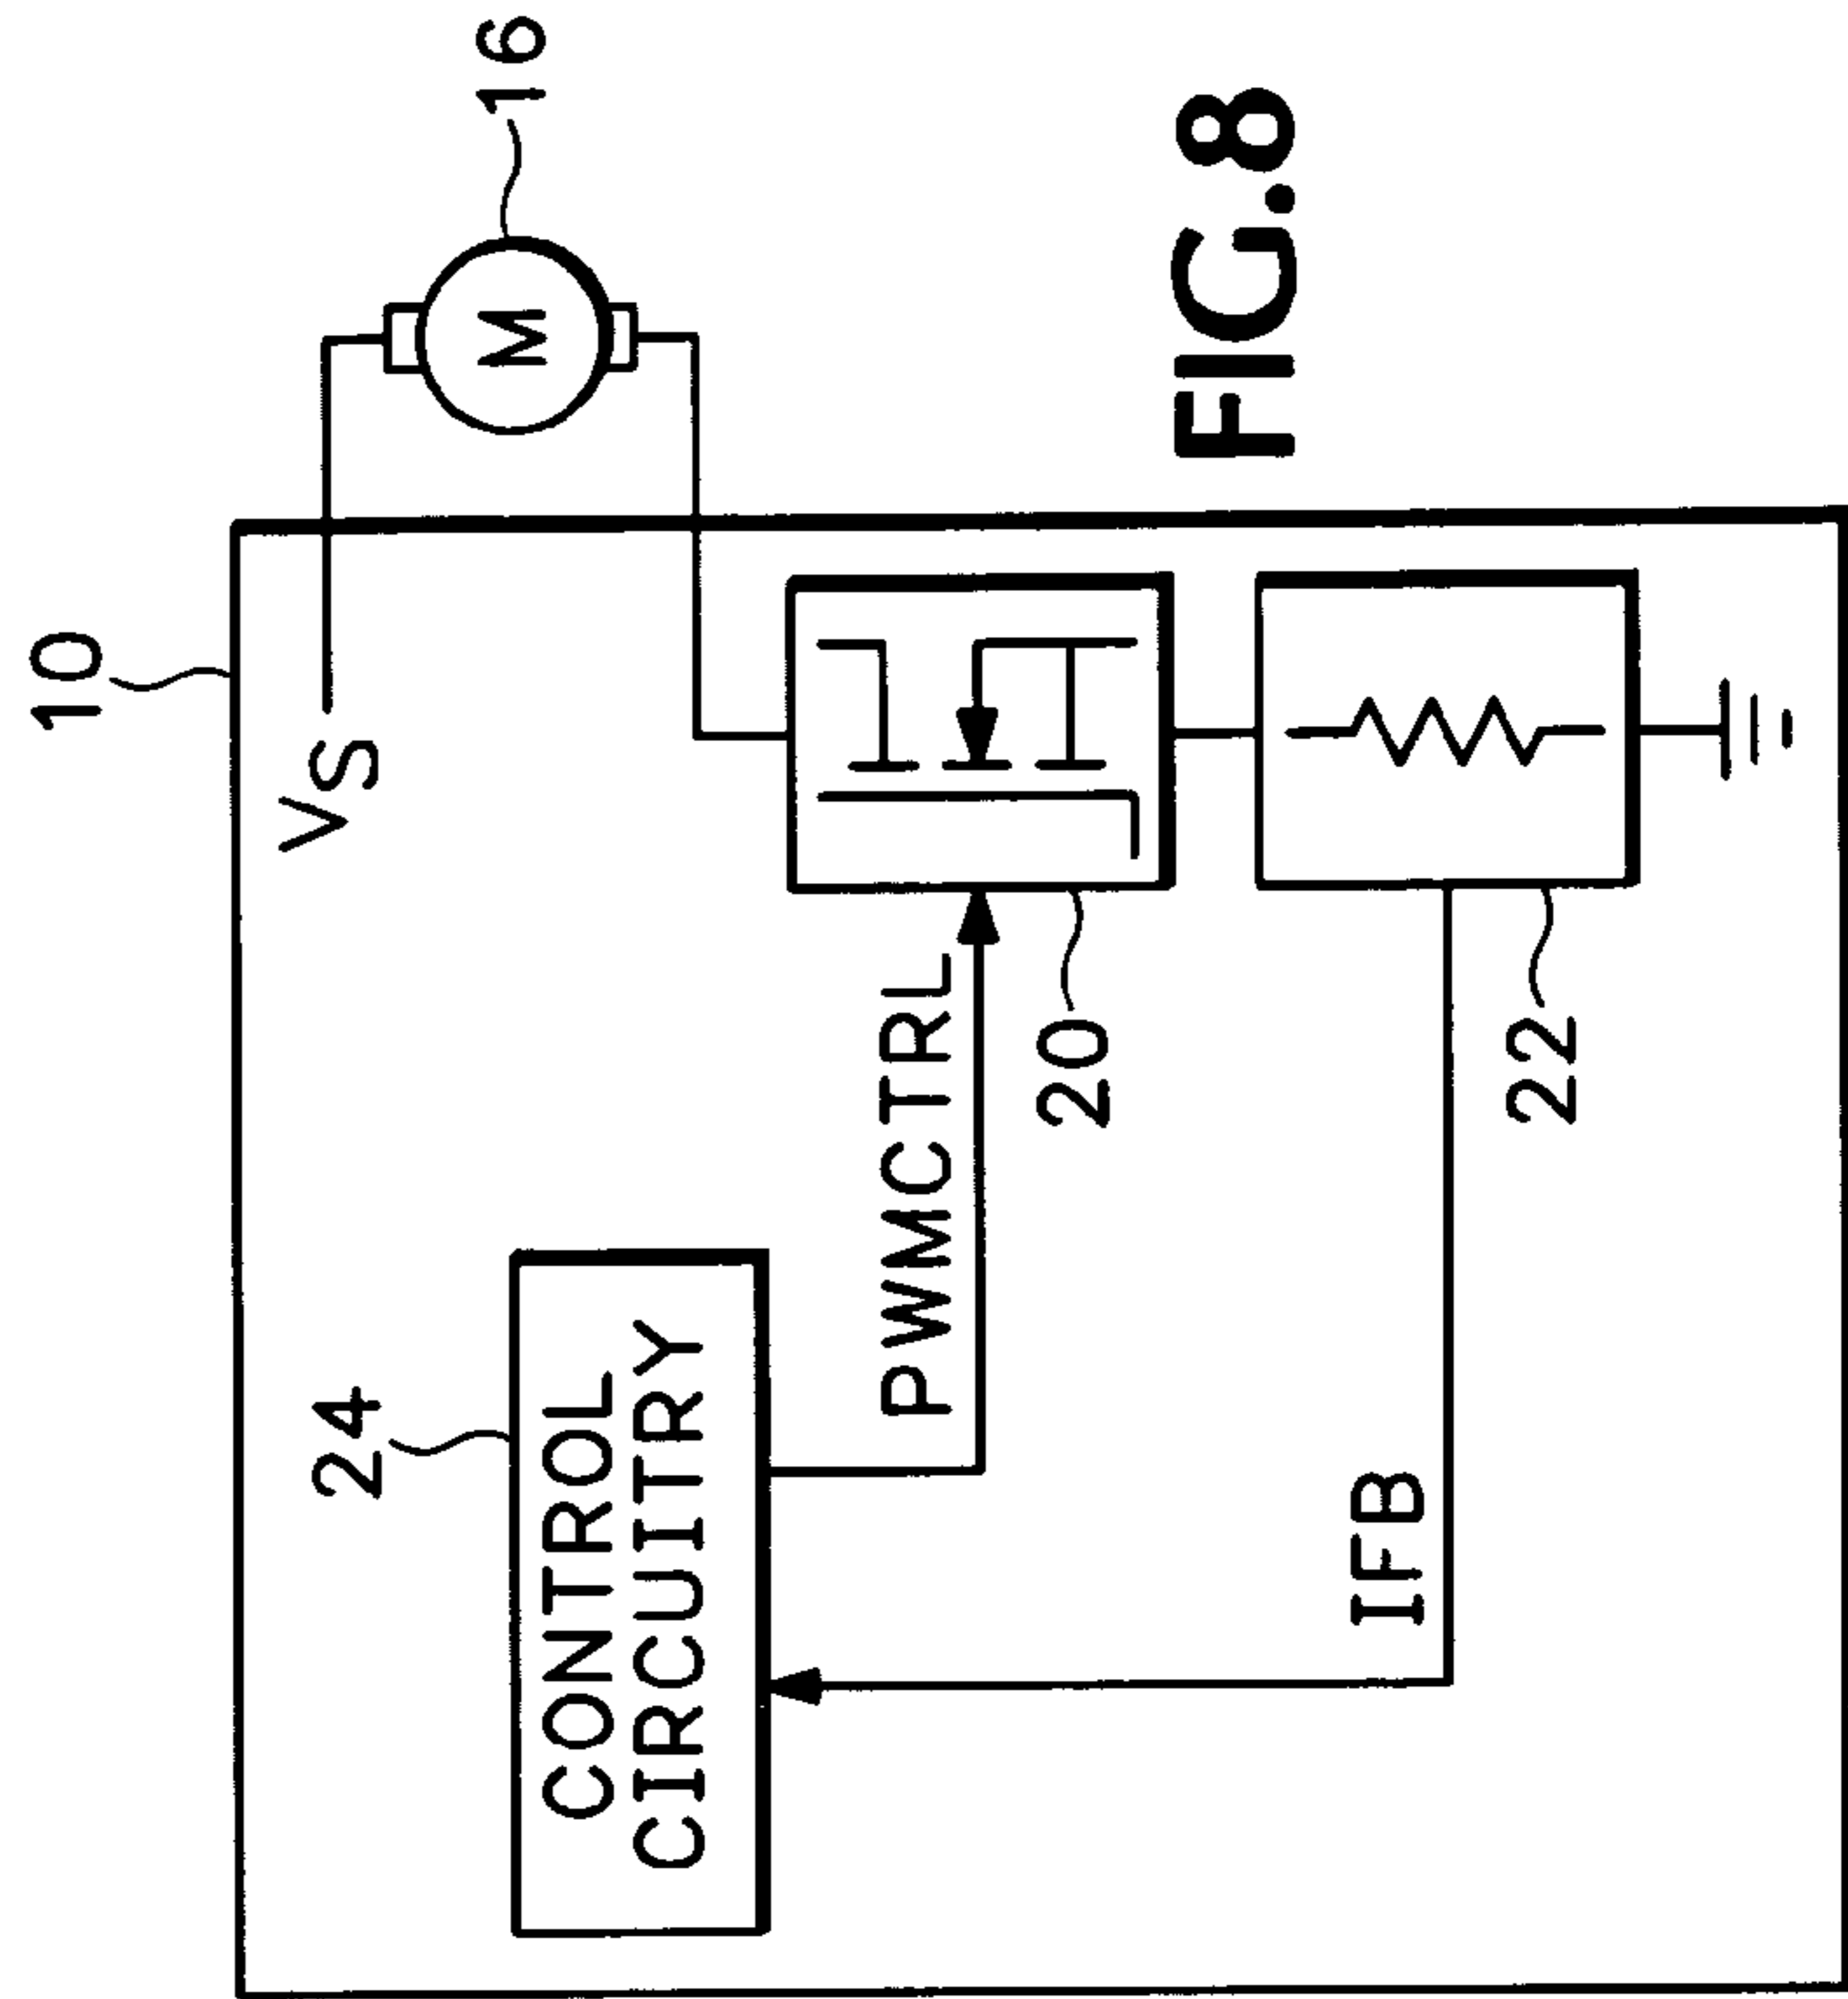 10
VS
16
M
24
CONTROL
CIRCUITRY
PWMCTRL
20
IFB
22
FIG.8